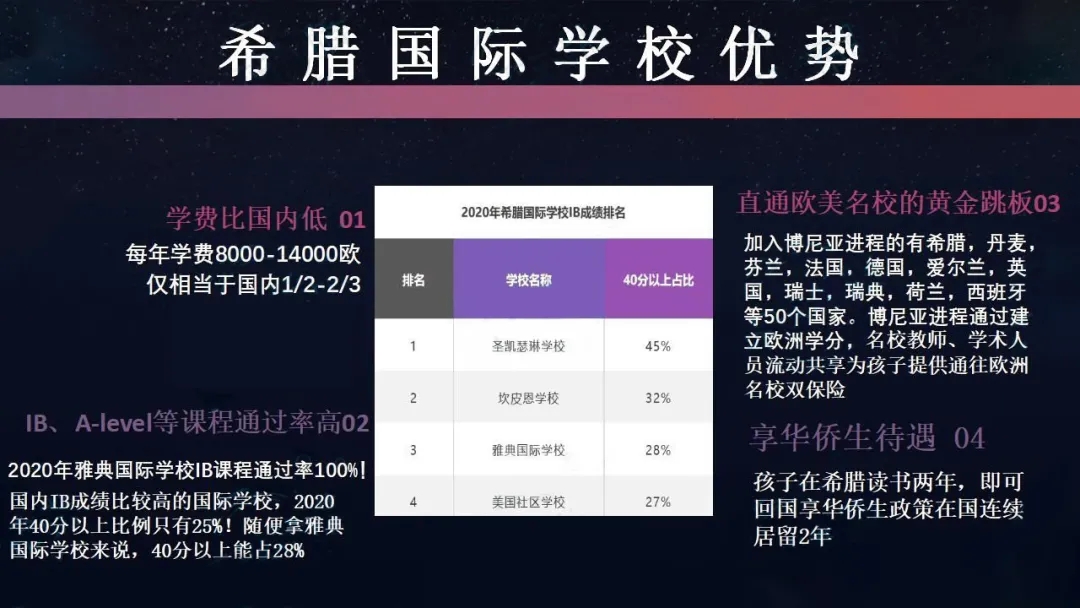 希腊国际学校优势
学费比国内低 01
每年学费8000-14000欧
仅相当于国内1/2-2/3
IB、A-level等课程通过率高02
2020年雅典国际学校IB课程通过率100%!
国内IB成绩比较高的国际学校，2020
年40分以上比例只有25%！随便拿雅典
国际学校来说，40分以上能占28%
2020年希腊国际学校IB成绩排名
排名 学校名称 40分以上占比
1 圣凯瑟琳学校 45%
2 坎皮恩学校 32%
3 雅典国际学校 28%
4 美国社区学校 27%
直通欧美名校的黄金跳板03
加入博尼亚进程的有希腊，丹麦，
芬兰，法国，德国，爱尔兰，英
国，瑞士，瑞典，荷兰，西班牙
等50个国家。博尼亚进程通过建
立欧洲学分，名校教师、学术人
员流动共享为孩子提供通往欧洲
名校双保险
享华侨生待遇 04
孩子在希腊读书两年，即可
回国享华侨生政策在国连续
居留2年